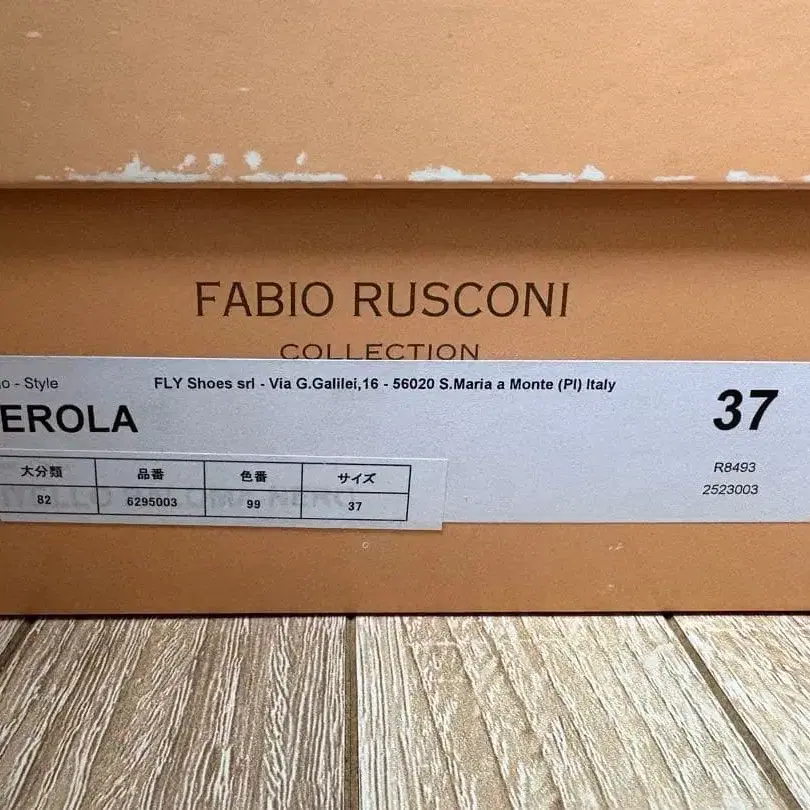 FABIO RUSCONI
COLLECTION
o - Style
FLY Shoes srl - Via G.Galilei,16 - 56020 S.Maria a Monte (PI) Italy
EROLA
37
R8493
2523003
大分類 品番 色番 サイズ
82 6295003 99 37